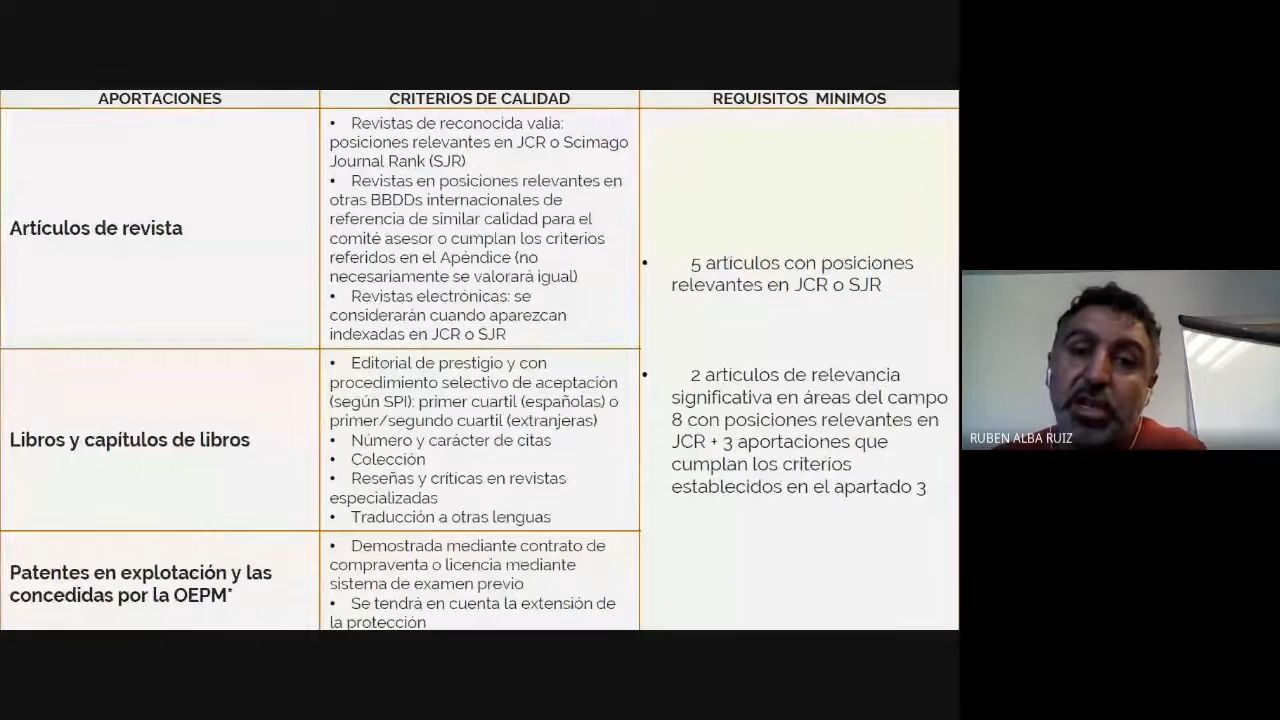 APORTACIONES
CRITERIOS DE CALIDAD
REQUISITOS MINIMOS
Artículos de revista
• Revistas de reconocida valia:
posiciones relevantes en JCR o Scimago
Journal Rank (SJR)
• Revistas en posiciones relevantes en
otras BBDDs internacionales de
referencia de similar calidad para el
comité asesor o cumplan los criterios
referidos en el Apéndice (no
necesariamente se valorará igual)
• Revistas electrónicas: se
considerarán cuando aparezcan
indexadas en JCR o SJR
Libros y capítulos de libros
• Editorial de prestigio y con
procedimiento selectivo de aceptación
(según SPI): primer cuartil (españolas) o
primer/segundo cuartil (extranjeras)
• Número y carácter de citas
• Colección
• Reseñas y críticas en revistas
especializadas
• Traducción a otras lenguas
Patentes en explotación y las
concedidas por la OEPM*
• Demostrada mediante contrato de
compraventa o licencia mediante
sistema de examen previo
• Se tendrá en cuenta la extensión de
la protección
• 5 artículos con posiciones
relevantes en JCR o SJR
• 2 artículos de relevancia
significativa en áreas del campo
8 con posiciones relevantes en
JCR + 3 aportaciones que
cumplan los criterios
establecidos en el apartado 3
RUBEN ALBA RUIZ